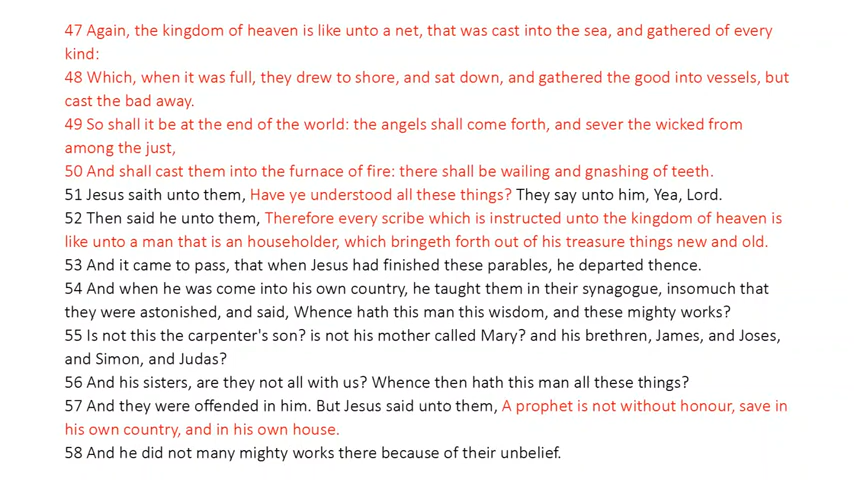 47 Again, the kingdom of heaven is like unto a net, that was cast into the sea, and gathered of every
kind:
48 Which, when it was full, they drew to shore, and sat down, and gathered the good into vessels, but
cast the bad away.
49 So shall it be at the end of the world: the angels shall come forth, and sever the wicked from
among the just,
50 And shall cast them into the furnace of fire: there shall be wailing and gnashing of teeth.
51 Jesus saith unto them, Have ye understood all these things? They say unto him, Yea, Lord.
52 Then said he unto them, Therefore every scribe which is instructed unto the kingdom of heaven is
like unto a man that is an householder, which bringeth forth out of his treasure things new and old.
53 And it came to pass, that when Jesus had finished these parables, he departed thence.
54 And when he was come into his own country, he taught them in their synagogue, insomuch that
they were astonished, and said, Whence hath this man this wisdom, and these mighty works?
55 Is not this the carpenter's son? is not his mother called Mary? and his brethren, James, and Joses,
and Simon, and Judas?
56 And his sisters, are they not all with us? Whence then hath this man all these things?
57 And they were offended in him. But Jesus said unto them, A prophet is not without honour, save in
his own country, and in his own house.
58 And he did not many mighty works there because of their unbelief.